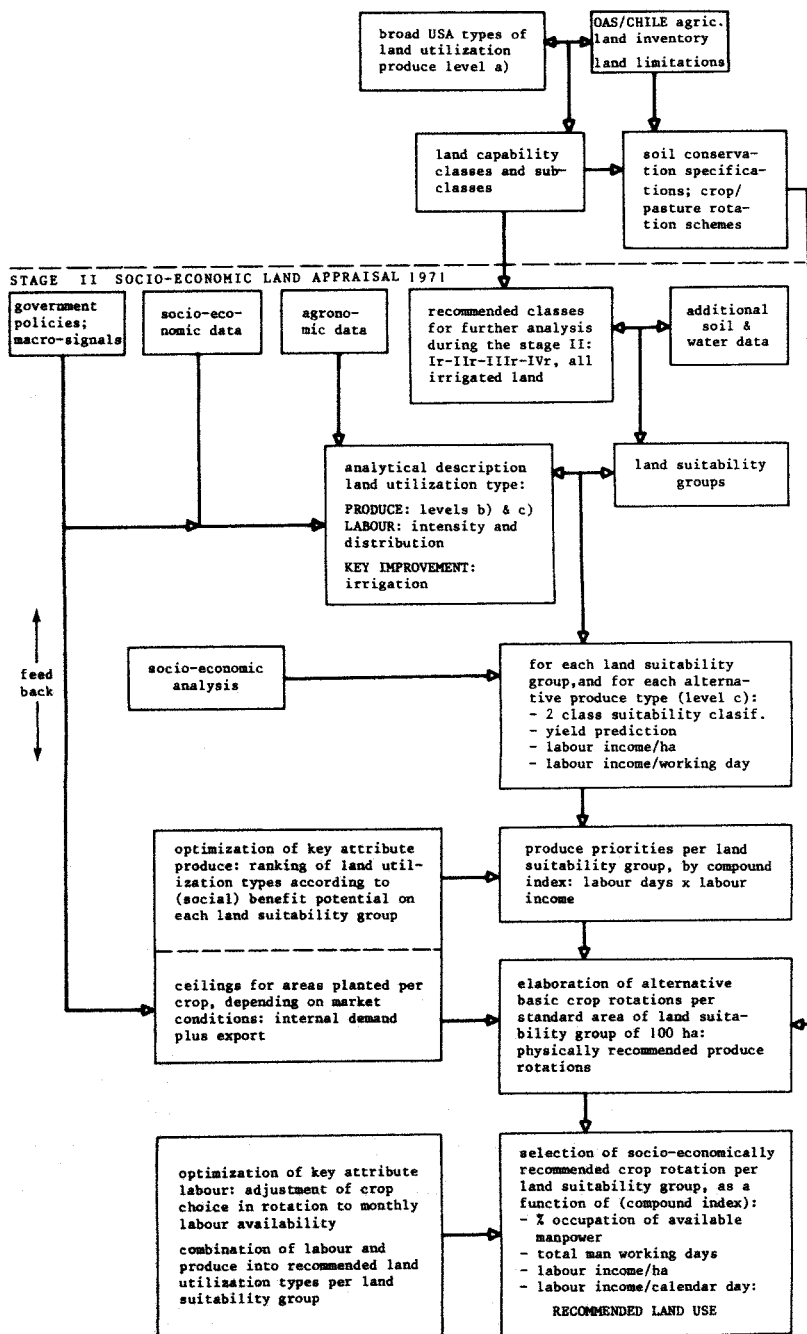 broad USA types of
land utilization
produce level a)
OAS/CHILE agric.
land inventory
land limitations
land capability
classes and sub-
classes
soil conserva-
tion specifica-
tions; crop/
pasture rota-
tion schemes
STAGE II SOCIO-ECONOMIC LAND APPRAISAL 1971
government
policies;
macro-signals
socio-eco-
nomic data
agrono-
mic data
recommended classes
for further analysis
during the stage II:
Ir-IIr-IIIr-IVr, all
irrigated land
additional
soil &
water data
analytical description
land utilization type:
PRODUCE: levels b) & c)
LABOUR: intensity and
distribution
KEY IMPROVEMENT:
irrigation
land suitability
groups
feed
back
socio-economic
analysis
for each land suitability
group,and for each alterna-
tive produce type (level c):
- 2 class suitability clasif.
- yield prediction
- labour income/ha
- labour income/working day
optimization of key attribute
produce: ranking of land util-
ization types according to
(social) benefit potential on
each land suitability group
produce priorities per land
suitability group, by compound
index: labour days x labour
income
ceilings for areas planted per
crop, depending on market
conditions: internal demand
plus export
elaboration of alternative
basic crop rotations per
standard area of land suita-
bility group of 100 ha:
physically recommended produce
rotations
optimization of key attribute
labour: adjustment of crop
choice in rotation to monthly
labour availability
combination of labour and
produce into recommended land
utilization types per land
suitability group
selection of socio-economically
recommended crop rotation per
land suitability group, as a
function of (compound index):
- % occupation of available
manpower
- total man working days
- labour income/ha
- labour income/calendar day:
RECOMMENDED LAND USE